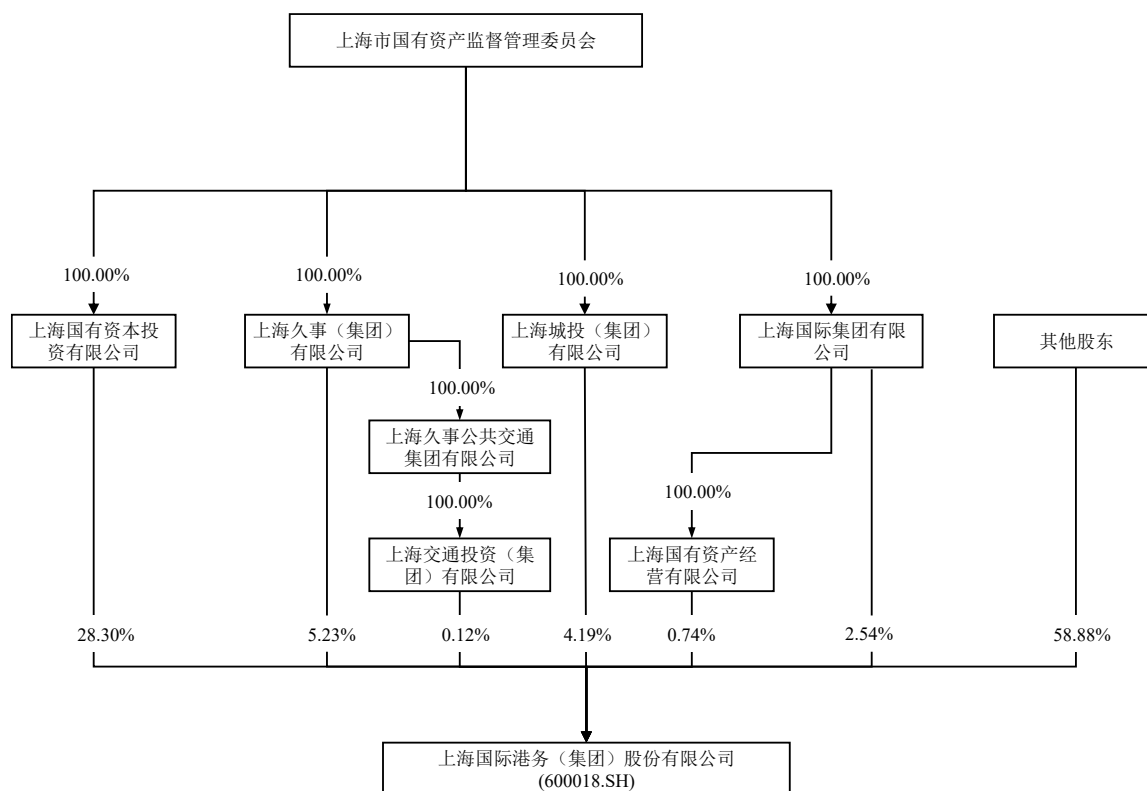 上海市国有资产监督管理委员会
100.00%
100.00%
100.00%
100.00%
上海国有资本投
资有限公司
上海久事（集团）
有限公司
上海城投（集团）
有限公司
上海国际集团有限
公司
其他股东
100.00%
上海久事公共交通
集团有限公司
100.00%
100.00%
上海交通投资（集
团）有限公司
上海国有资产经
营有限公司
28.30%
5.23%
0.12%
4.19%
0.74%
2.54%
58.88%
上海国际港务（集团）股份有限公司
(600018.SH)